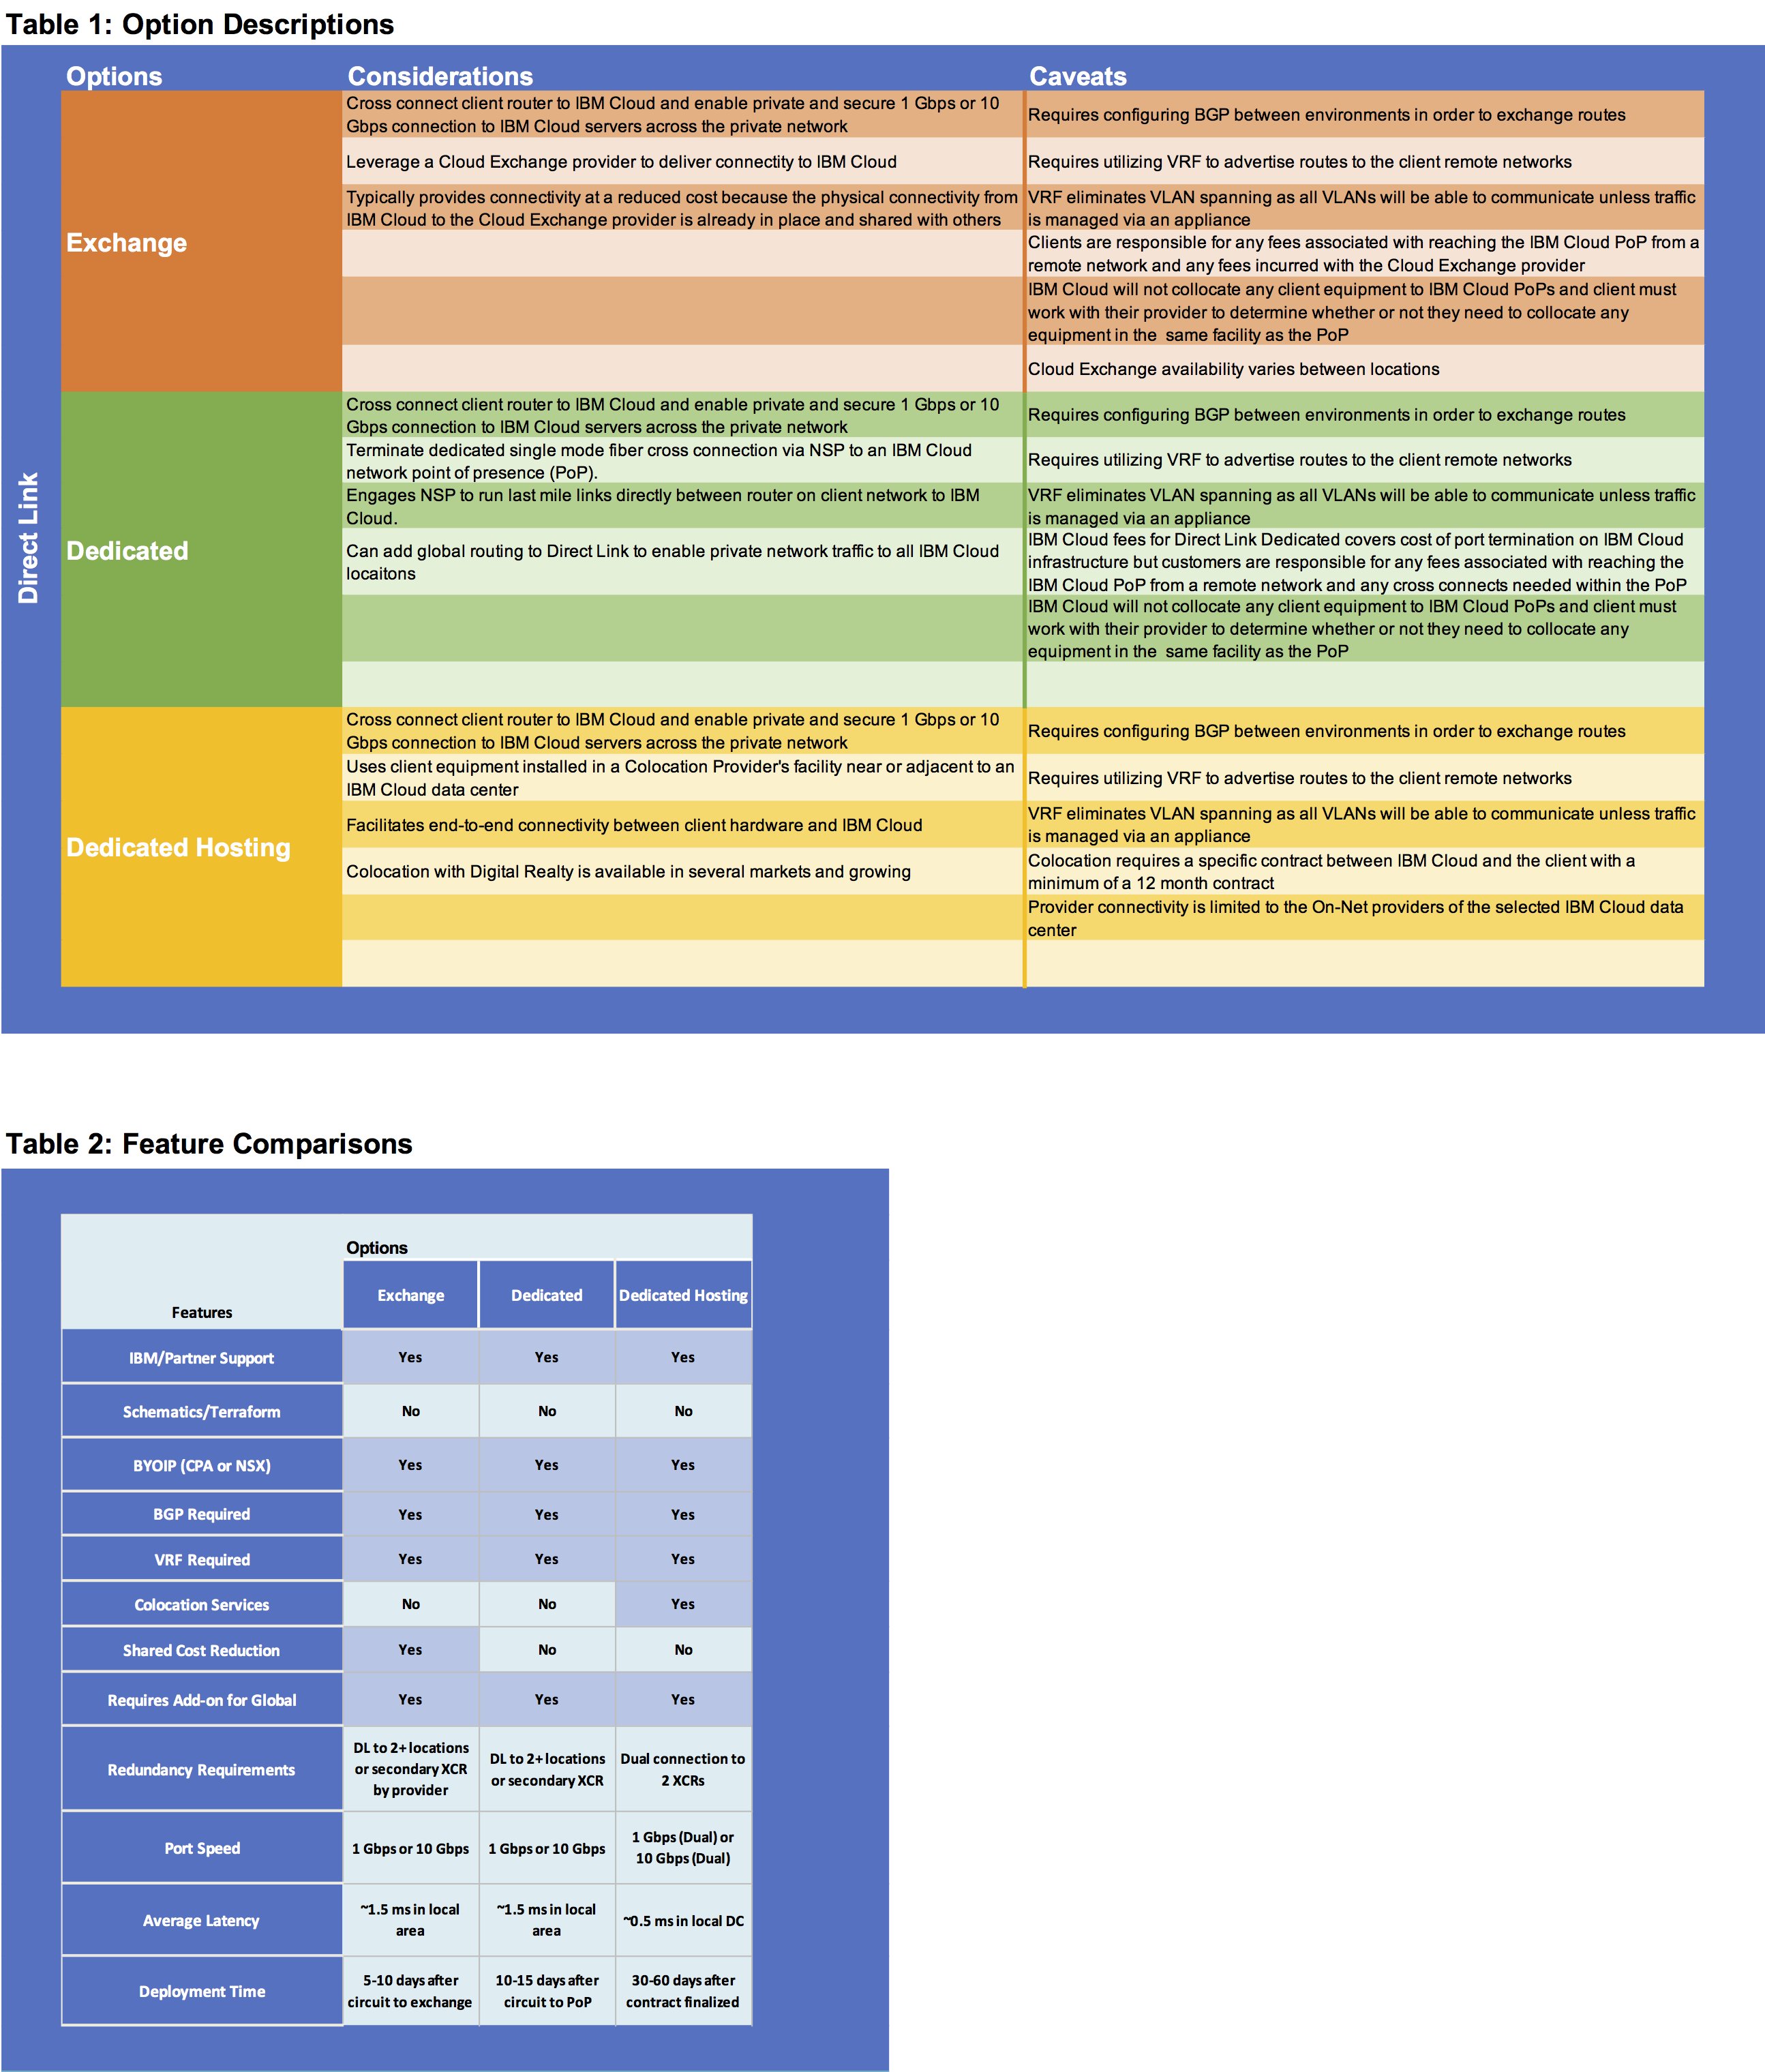 Table 1: Option Descriptions
Options Considerations Caveats
Direct Link
Exchange
Cross connect client router to IBM Cloud and enable private and secure 1 Gbps or 10
Gbps connection to IBM Cloud servers across the private network
Requires configuring BGP between environments in order to exchange routes
Leverage a Cloud Exchange provider to deliver connectity to IBM Cloud
Requires utilizing VRF to advertise routes to the client remote networks
Typically provides connectivity at a reduced cost because the physical connectivity from
IBM Cloud to the Cloud Exchange provider is already in place and shared with others
VRF eliminates VLAN spanning as all VLANs will be able to communicate unless traffic
is managed via an appliance
Clients are responsible for any fees associated with reaching the IBM Cloud PoP from a
remote network and any fees incurred with the Cloud Exchange provider
IBM Cloud will not collocate any client equipment to IBM Cloud PoPs and client must
work with their provider to determine whether or not they need to collocate any
equipment in the  same facility as the PoP
Cloud Exchange availability varies between locations
Dedicated
Cross connect client router to IBM Cloud and enable private and secure 1 Gbps or 10
Gbps connection to IBM Cloud servers across the private network
Requires configuring BGP between environments in order to exchange routes
Terminate dedicated single mode fiber cross connection via NSP to an IBM Cloud
network point of presence (PoP).
Requires utilizing VRF to advertise routes to the client remote networks
Engages NSP to run last mile links directly between router on client network to IBM
Cloud.
VRF eliminates VLAN spanning as all VLANs will be able to communicate unless traffic
is managed via an appliance
Can add global routing to Direct Link to enable private network traffic to all IBM Cloud
locaitons
IBM Cloud fees for Direct Link Dedicated covers cost of port termination on IBM Cloud
infrastructure but customers are responsible for any fees associated with reaching the
IBM Cloud PoP from a remote network and any cross connects needed within the PoP
IBM Cloud will not collocate any client equipment to IBM Cloud PoPs and client must
work with their provider to determine whether or not they need to collocate any
equipment in the  same facility as the PoP
Dedicated Hosting
Cross connect client router to IBM Cloud and enable private and secure 1 Gbps or 10
Gbps connection to IBM Cloud servers across the private network
Requires configuring BGP between environments in order to exchange routes
Uses client equipment installed in a Colocation Provider's facility near or adjacent to an
IBM Cloud data center
Requires utilizing VRF to advertise routes to the client remote networks
Facilitates end-to-end connectivity between client hardware and IBM Cloud
VRF eliminates VLAN spanning as all VLANs will be able to communicate unless traffic
is managed via an appliance
Colocation with Digital Realty is available in several markets and growing
Colocation requires a specific contract between IBM Cloud and the client with a
minimum of a 12 month contract
Provider connectivity is limited to the On-Net providers of the selected IBM Cloud data
center
Table 2: Feature Comparisons
Options
Features
Exchange Dedicated Dedicated Hosting
IBM/Partner Support Yes Yes Yes
Schematics/Terraform No No No
BYOIP (CPA or NSX) Yes Yes Yes
BGP Required Yes Yes Yes
VRF Required Yes Yes Yes
Colocation Services No No Yes
Shared Cost Reduction Yes No No
Requires Add-on for Global Yes Yes Yes
Redundancy Requirements
DL to 2+ locations
or secondary XCR
by provider
DL to 2+ locations
or secondary XCR
Dual connection to
2 XCRs
Port Speed
1 Gbps or 10 Gbps
1 Gbps or 10 Gbps
1 Gbps (Dual) or
10 Gbps (Dual)
Average Latency
~1.5 ms in local
area
~1.5 ms in local
area
~0.5 ms in local DC
Deployment Time
5-10 days after
circuit to exchange
10-15 days after
circuit to PoP
30-60 days after
contract finalized